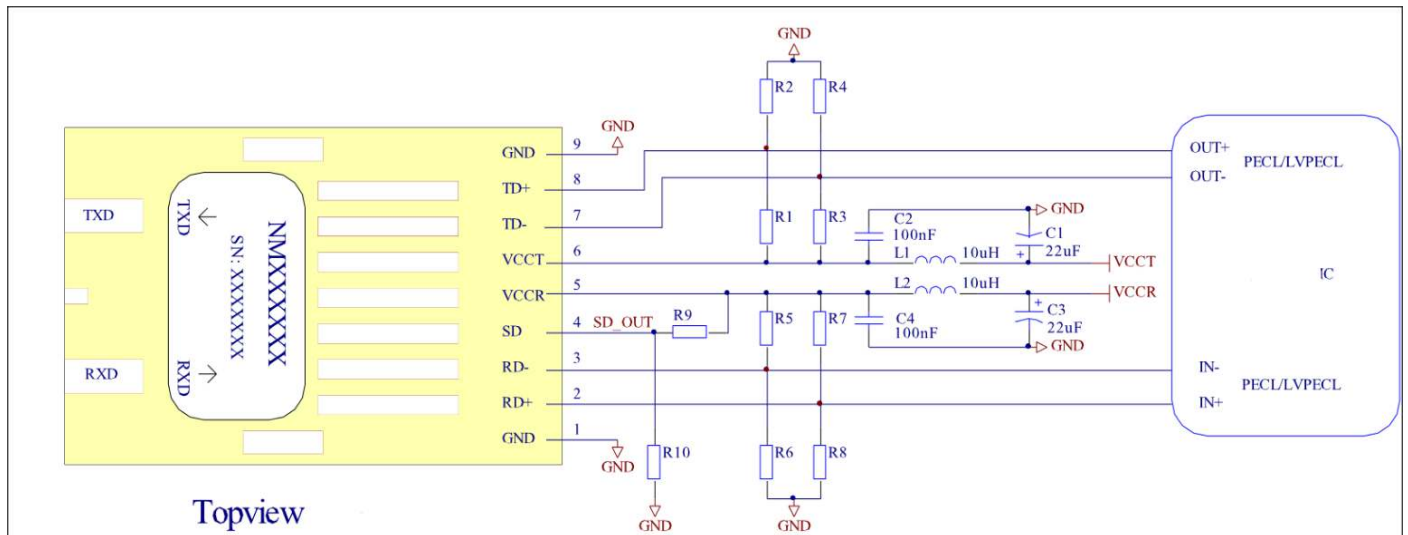 GND
R2
R4
GND
GND
9
TD+
8
TD-
7
VCCT
6
VCCR
5
SD
4
RD-
3
RD+
2
GND
1
TXD
TXD
NMXXXXXX
SN: XXXXXXX
RXD
RXD
R1
R3
C2
100nF
GND
C1
+
22uF
L1
10uH
VCCT
L2
10uH
VCCR
SD_OUT
R9
R5
R7
C4
100nF
+
C3
22uF
GND
OUT+
PECL/LVPECL
OUT-
IC
IN-
PECL/LVPECL
IN+
GND
R10
R6
R8
GND
GND
Topview